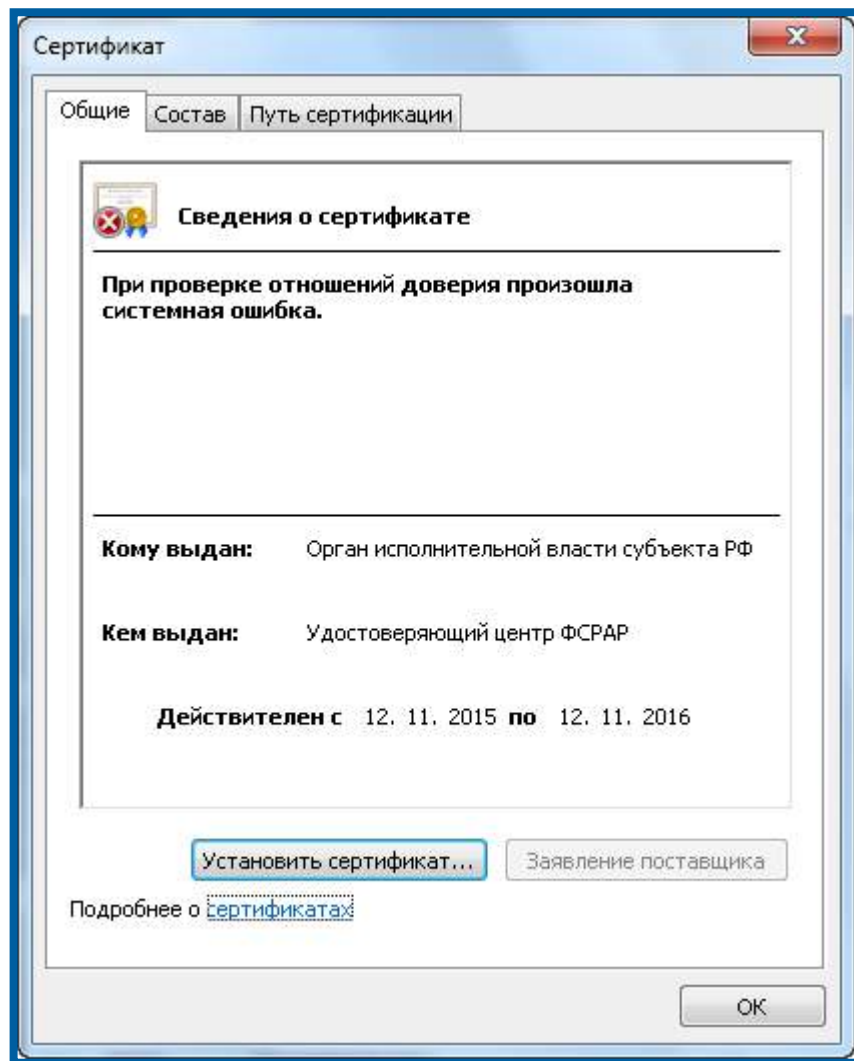 Сертификат
Общие Состав Путь сертификации
Сведения о сертификате
При проверке отношений доверия произошла
системная ошибка.
Кому выдан: Орган исполнительной власти субъекта РФ
Кем выдан: Удостоверяющий центр ФСРАР
Действителен с 12. 11. 2015 по 12. 11. 2016
Установить сертификат... Заявление поставщика
Подробнее о сертификатах
ОК